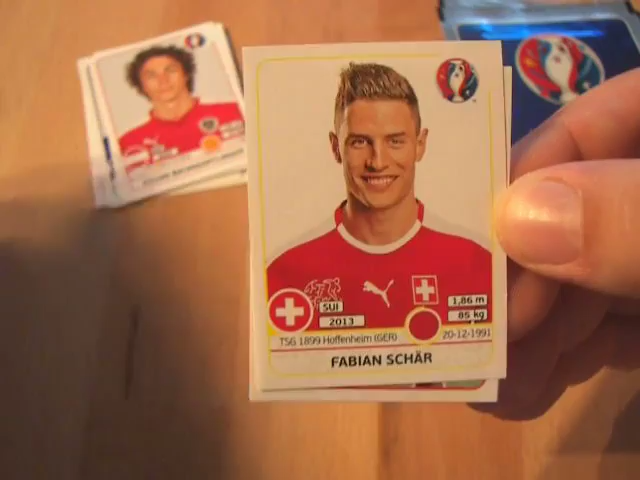 SUI
2013
1,86 m
85 kg
TSG 1899 Hoffenheim (GER)
20-12-1991
FABIAN SCHÄR